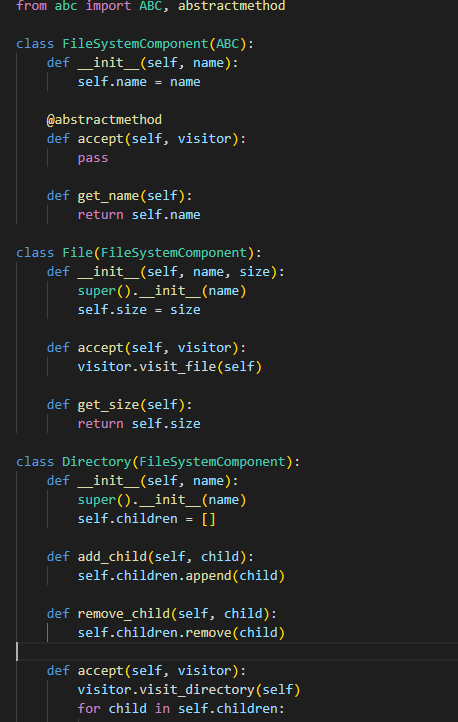 from abc import ABC, abstractmethod
class FileSystemComponent(ABC):
    def __init__(self, name):
        self.name = name
    @abstractmethod
    def accept(self, visitor):
        pass
    def get_name(self):
        return self.name
class File(FileSystemComponent):
    def __init__(self, name, size):
        super().__init__(name)
        self.size = size
    def accept(self, visitor):
        visitor.visit_file(self)
    def get_size(self):
        return self.size
class Directory(FileSystemComponent):
    def __init__(self, name):
        super().__init__(name)
        self.children = []
    def add_child(self, child):
        self.children.append(child)
    def remove_child(self, child):
        self.children.remove(child)
    def accept(self, visitor):
        visitor.visit_directory(self)
        for child in self.children: